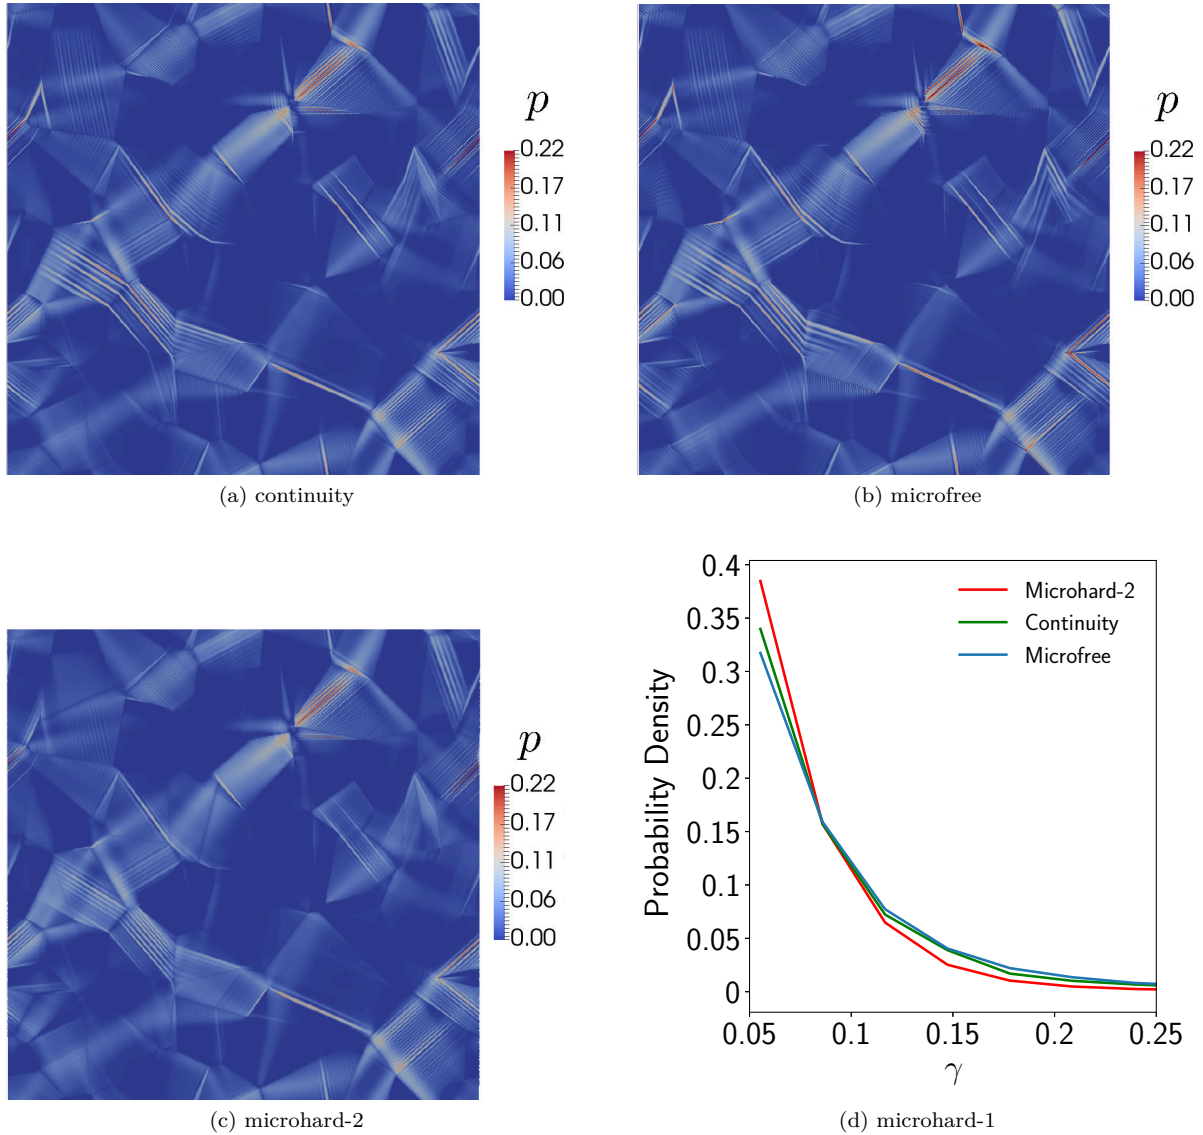 p
0.22
0.17
0.11
0.06
0.00
(a) continuity
p
0.22
0.17
0.11
0.06
0.00
(b) microfree
p
0.22
0.17
0.11
0.06
0.00
(c) microhard-2
Probability Density
0.4
0.35
0.3
0.25
0.2
0.15
0.1
0.05
0
Microhard-2
Continuity
Microfree
0.05 0.1 0.15 0.2 0.25
γ
(d) microhard-1